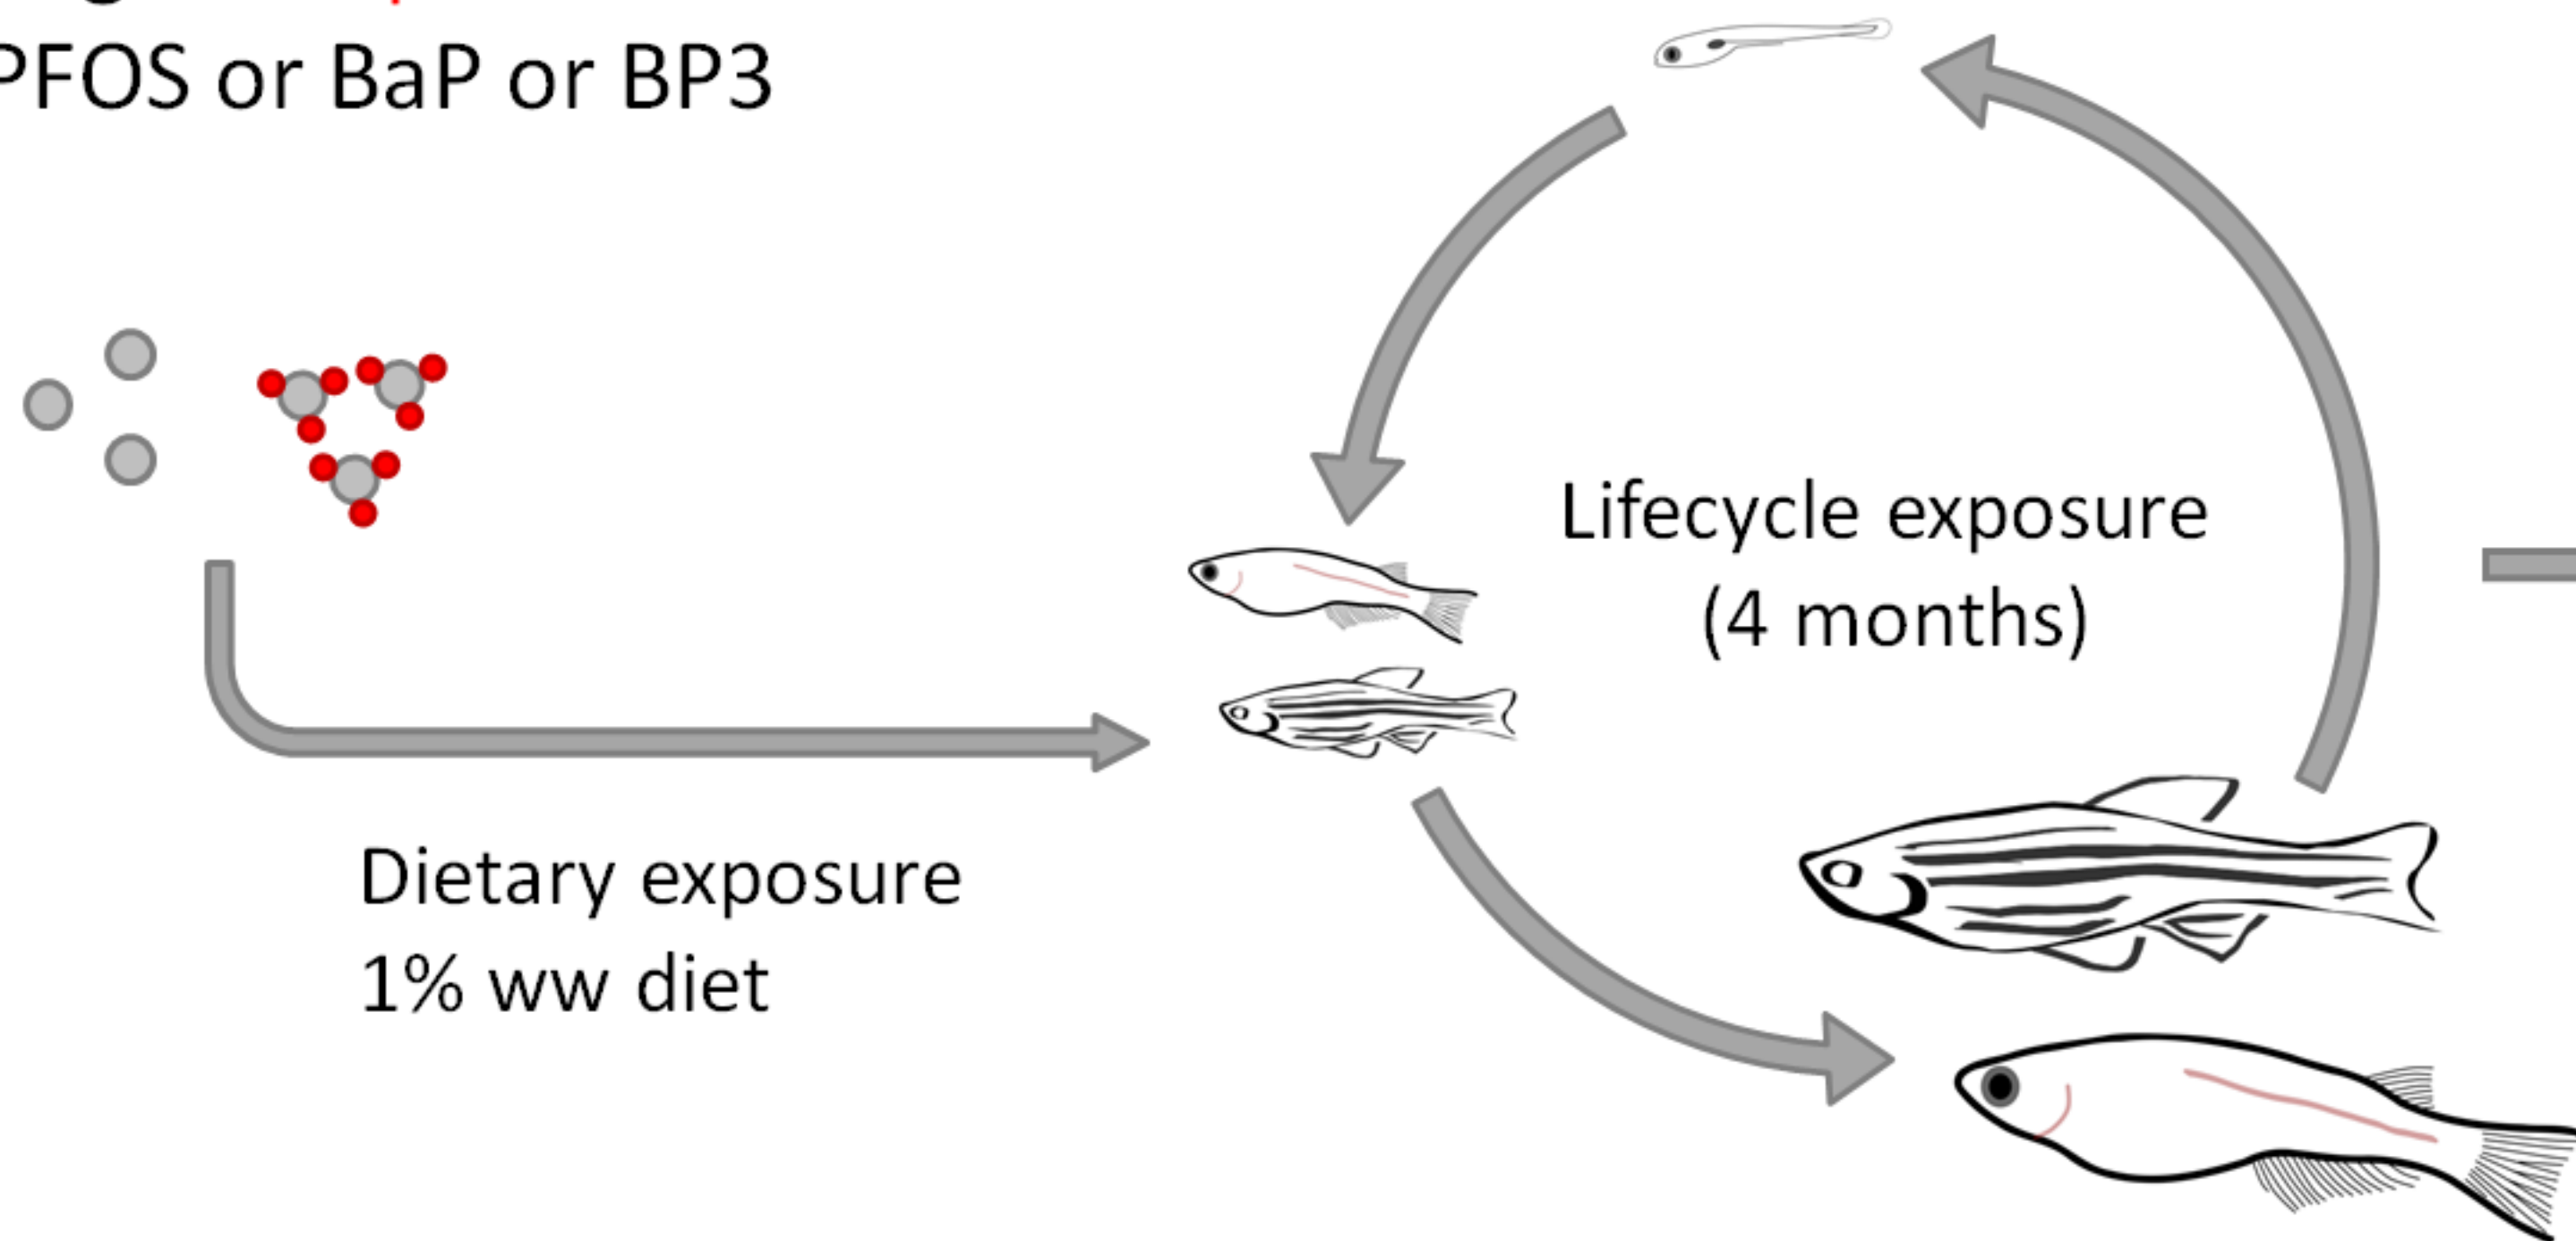 PFOS or BaP or BP3
Lifecycle exposure
(4 months)
Dietary exposure
1% ww diet